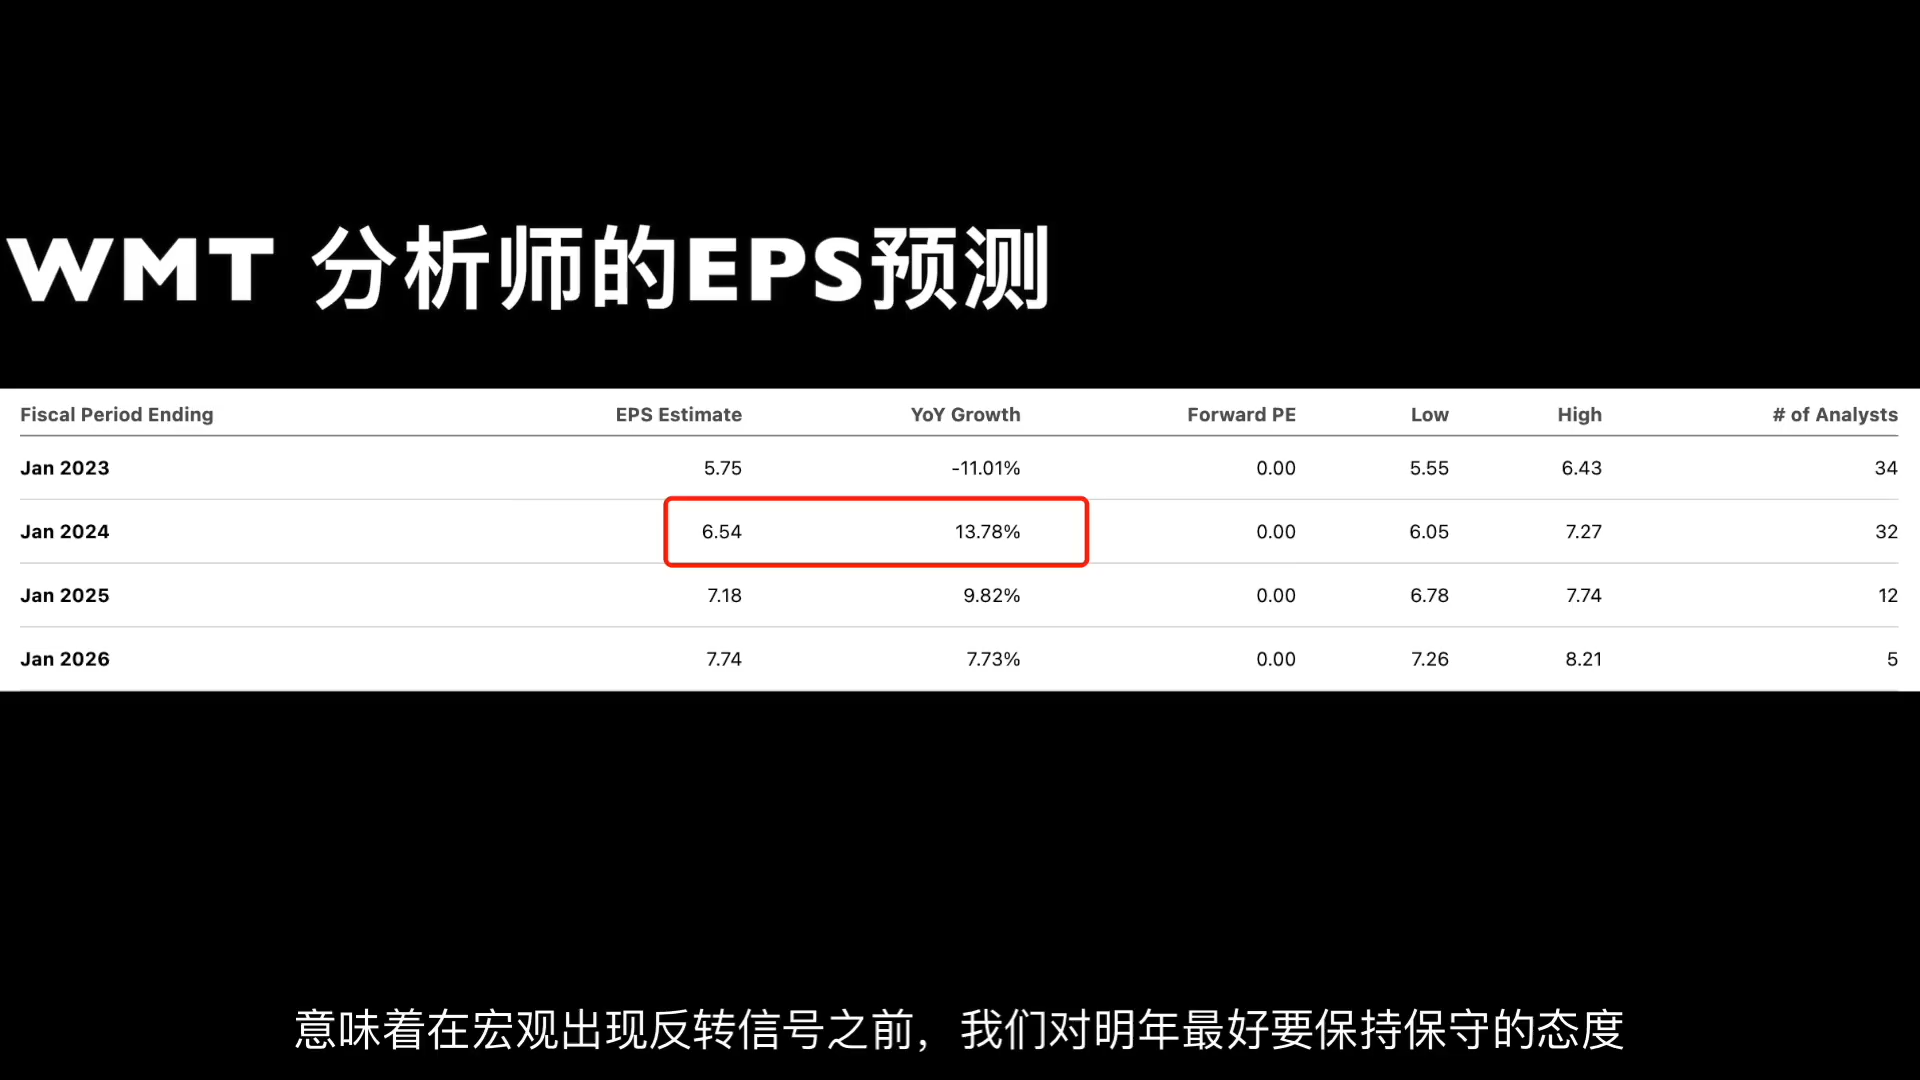 WMT 分析师的EPS预测
Fiscal Period Ending EPS Estimate YoY Growth Forward PE Low High # of Analysts
Jan 2023 5.75 -11.01% 0.00 5.55 6.43 34
Jan 2024 6.54 13.78% 0.00 6.05 7.27 32
Jan 2025 7.18 9.82% 0.00 6.78 7.74 12
Jan 2026 7.74 7.73% 0.00 7.26 8.21 5
意味着在宏观出现反转信号之前，我们对明年最好要保持保守的态度